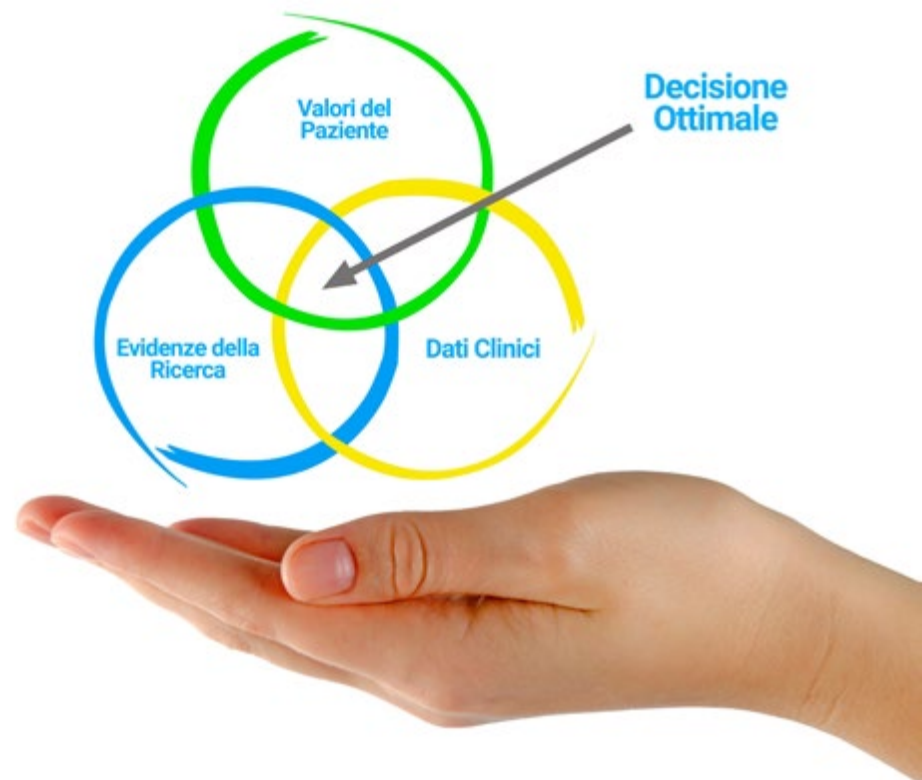 Valori del
Paziente
Decisione
Ottimale
Evidenze della
Ricerca
Dati Clinici